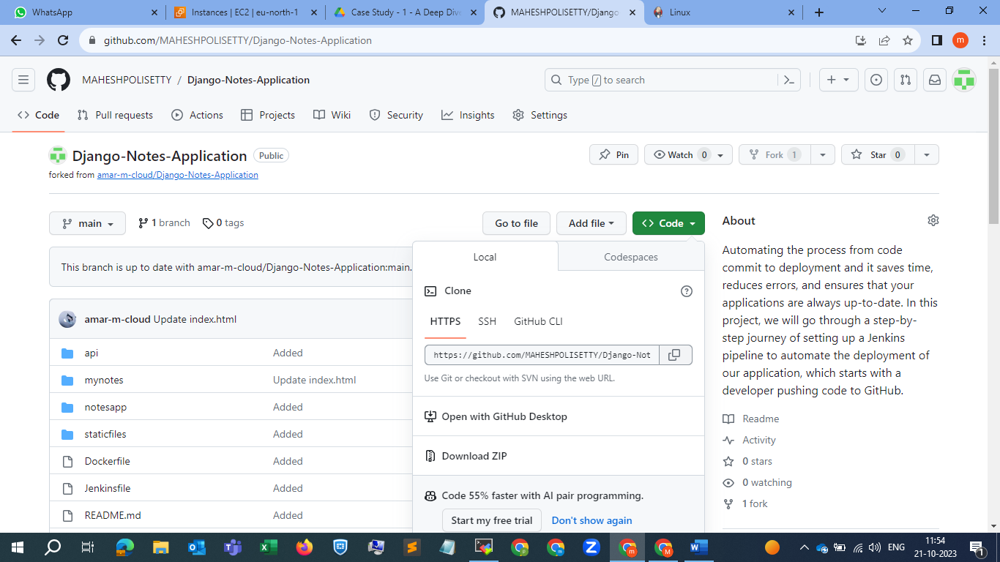 WhatsApp
Instances | EC2 | eu-north-1
Case Study - 1 - A Deep Div
MAHESHPOLISETTY/Django
Linux
github.com/MAHESHPOLISETTY/Django-Notes-Application
m
MAHESHPOLISETTY / Django-Notes-Application
Type / to search
Code
Pull requests
Actions
Projects
Wiki
Security
Insights
Settings
Django-Notes-Application
Public
Pin
Watch 0
Fork 1
Star 0
forked from amar-m-cloud/Django-Notes-Application
main
1 branch
0 tags
Go to file
Add file
Code
About
This branch is up to date with amar-m-cloud/Django-Notes-Application:main.
Local
Codespaces
Clone
HTTPS
SSH
GitHub CLI
https://github.com/MAHESHPOLISETTY/Django-Not
Use Git or checkout with SVN using the web URL.
Open with GitHub Desktop
Download ZIP
Code 55% faster with AI pair programming.
Start my free trial
Don't show again
amar-m-cloud Update index.html
api Added
mynotes Update index.html
notesapp Added
staticfiles Added
Dockerfile Added
Jenkinsfile Added
README.md Added
Automating the process from code
commit to deployment and it saves time,
reduces errors, and ensures that your
applications are always up-to-date. In this
project, we will go through a step-by-
step journey of setting up a Jenkins
pipeline to automate the deployment of
our application, which starts with a
developer pushing code to GitHub.
Readme
Activity
0 stars
0 watching
1 fork
ENG
11:54
21-10-2023
1